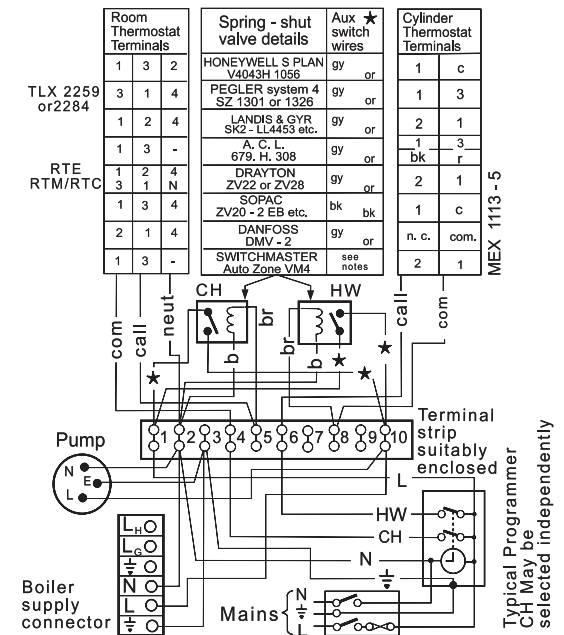 Room
Thermostat
Terminals
Spring - shut
valve details
Aux ★
switch
wires
Cylinder
Thermostat
Terminals
1 3 2 HONEYWELL S PLAN V4043H 1056 gy or 1 c
TLX 2259 or2284 3 1 4 PEGLER system 4 SZ 1301 or 1326 gy or 1 3
1 2 4 LANDIS & GYR SK2 - LL4453 etc. gy or 2 1
1 3 - A. C. L. 679. H. 308 gy or 1 bk 3 r
RTE RTM/RTC 1 2 4 3 1 N DRAYTON ZV22 or ZV28 gy or 2 1
1 3 4 SOPAC ZV20 - 2 EB etc. bk bk 1 c
2 1 4 DANFOSS DMV - 2 gy or n. c. com.
1 3 - SWITCHMASTER Auto Zone VM4 see notes 2 1
MEX 1113 - 5
CH HW
com call neut b br br b call com
★ ★ ★
1 2 3 4 5 6 7 8 9 10
Terminal
strip
suitably
enclosed
Pump
N
E
L
L
HW
CH
N
Typical Programmer
CH May be
selected independently
Boiler
supply
connector
LH
LG
N
L
Mains
N
L